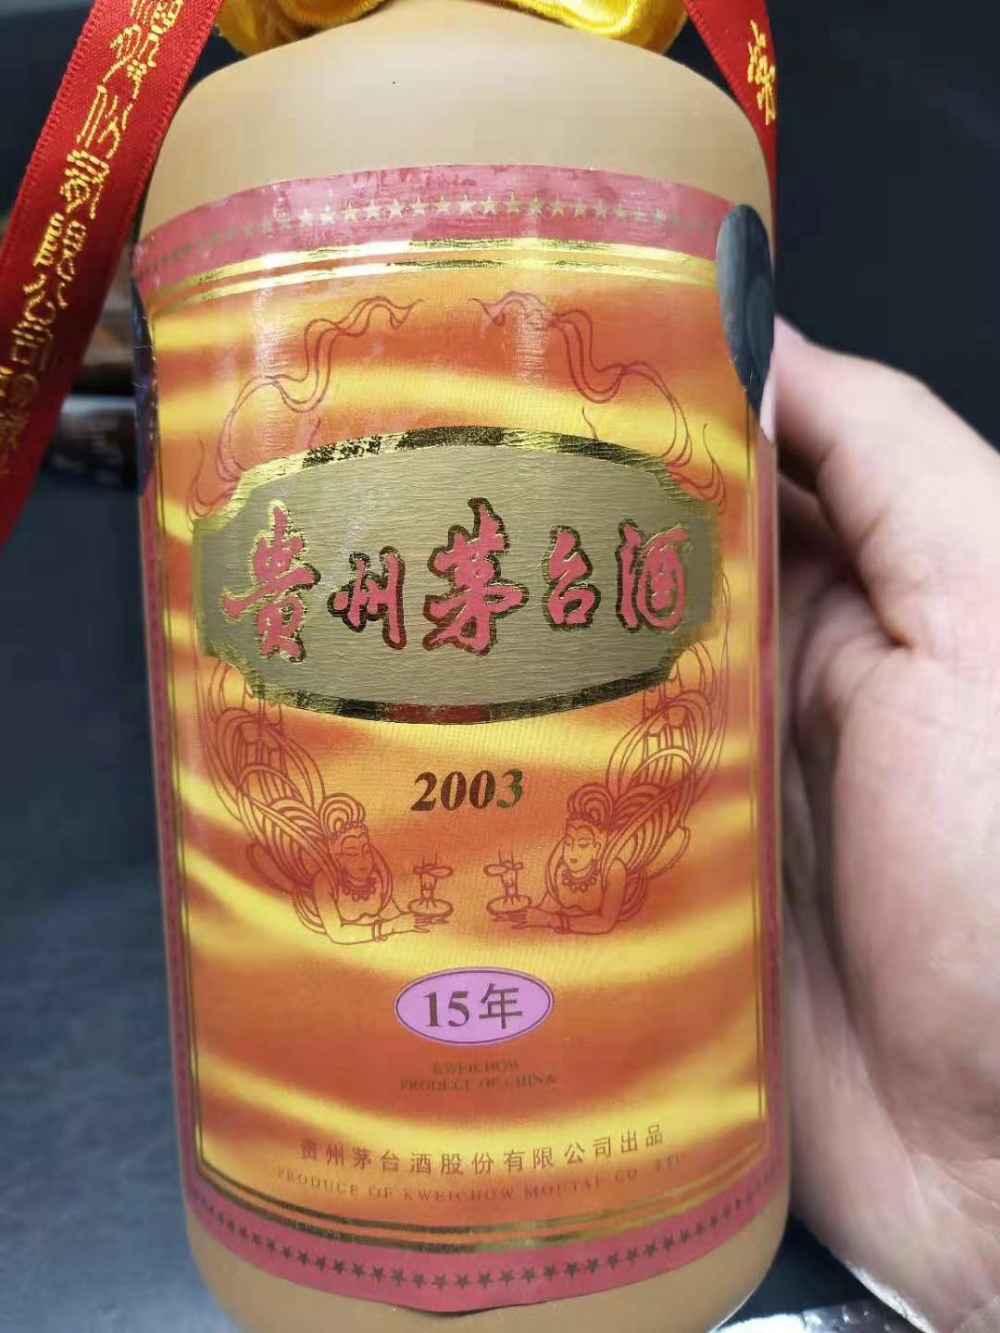 贵州茅台酒
2003
15年
KWEICHOW
PRODUCT OF CHINA
贵州茅台酒股份有限公司出品
PRODUCE OF KWEICHOW MOUTAI CO LTD